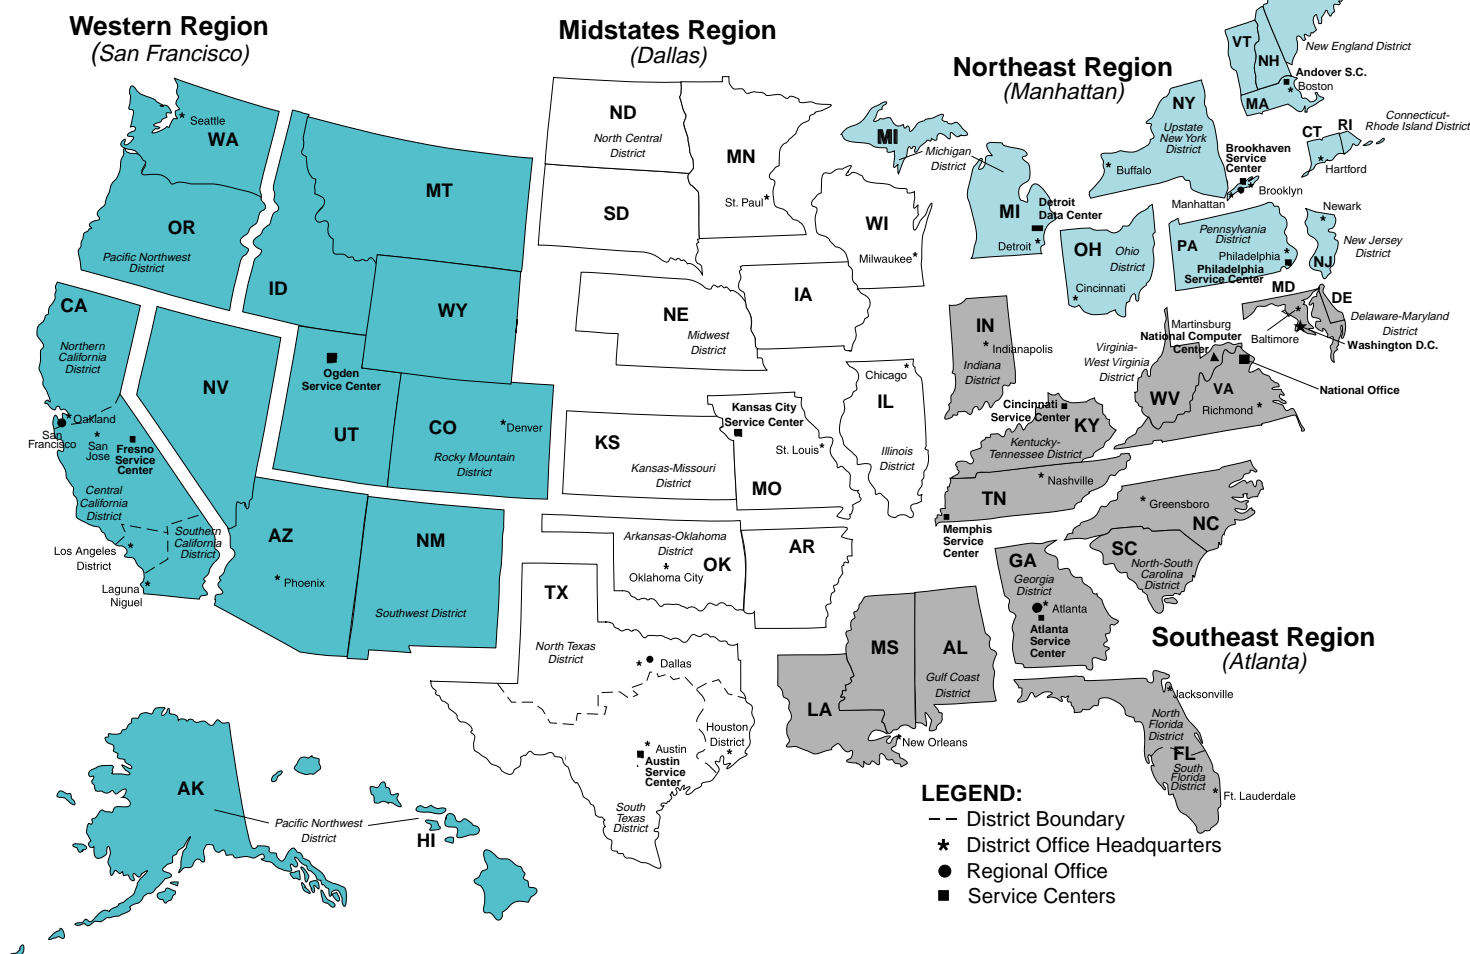 Western Region
(San Francisco)
Midstates Region
(Dallas)
Northeast Region
(Manhattan)
Seattle
WA
OR
Pacific Northwest
District
MT
ID
WY
CA
Northern
California
District
NV
Ogden
Service Center
UT
CO
Denver
Rocky Mountain
District
Oakland
San
Francisco
San
Jose
Fresno
Service
Center
Central
California
District
Southern
California
District
Los Angeles
District
Laguna
Niguel
AZ
Phoenix
NM
Southwest District
AK
Pacific Northwest
District
HI
ND
North Central
District
MN
St. Paul
SD
WI
Milwaukee
NE
Midwest
District
IA
Chicago
IL
Illinois
District
KS
Kansas-Missouri
District
Kansas City
Service Center
St. Louis
MO
Arkansas-Oklahoma
District
OK
Oklahoma City
AR
TX
North Texas
District
Dallas
Houston
District
Austin
Austin
Service
Center
South
Texas
District
MI
Michigan
District
MI
Detroit
Data Center
Detroit
OH
Ohio
District
Cincinnati
NY
Upstate
New York
District
Buffalo
Brookhaven
Service
Center
Brooklyn
Manhattan
VT
NH
New England District
Andover S.C.
Boston
MA
Connecticut-
Rhode Island District
CT
RI
Hartford
PA
Pennsylvania
District
Philadelphia
Philadelphia
Service Center
Newark
New Jersey
District
NJ
MD
DE
Delaware-Maryland
District
Baltimore
Washington D.C.
Martinsburg
National Computer
Center
Virginia-
West Virginia
District
WV
VA
Richmond
National Office
IN
Indianapolis
Indiana
District
Cincinnati
Service Center
KY
Kentucky-
Tennessee District
TN
Nashville
Memphis
Service
Center
Greensboro
NC
SC
North-South
Carolina
District
GA
Georgia
District
Atlanta
Atlanta
Service
Center
MS
AL
Gulf Coast
District
LA
New Orleans
Southeast Region
(Atlanta)
Jacksonville
North
Florida
District
FL
South
Florida
District
Ft. Lauderdale
LEGEND:
District Boundary
* District Office Headquarters
Regional Office
Service Centers